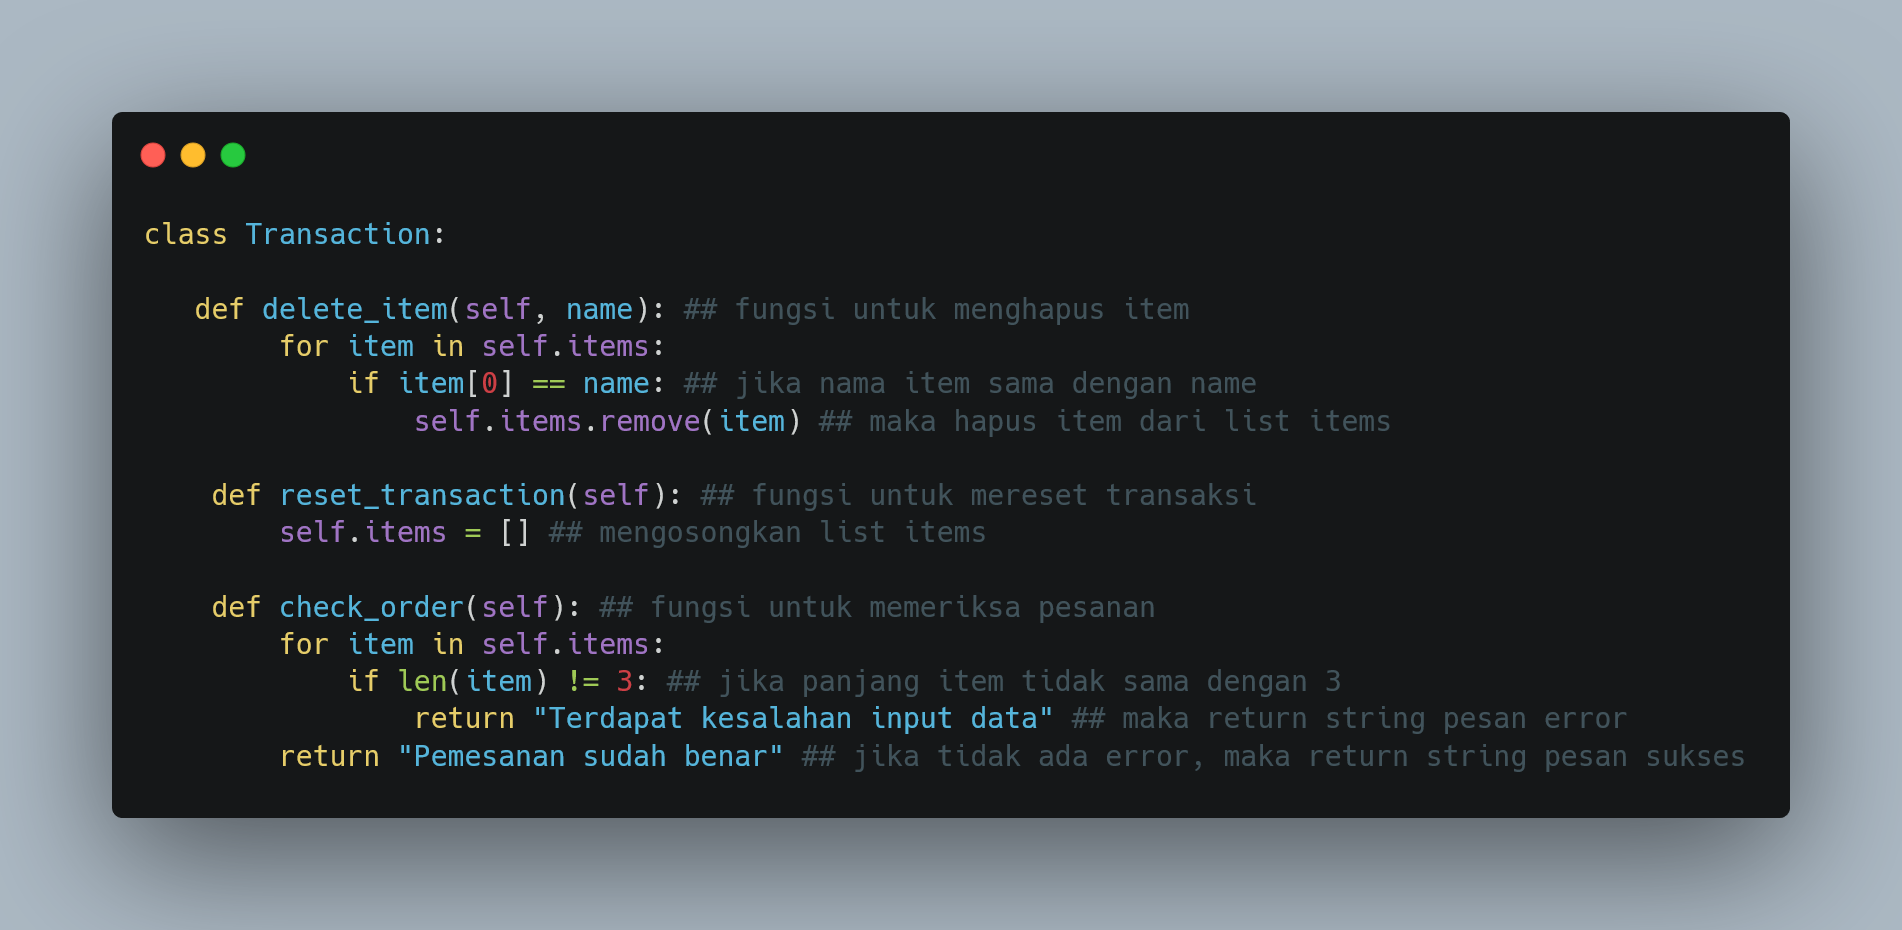 class Transaction:
   def delete_item(self, name): ## fungsi untuk menghapus item
        for item in self.items:
            if item[0] == name: ## jika nama item sama dengan name
                self.items.remove(item) ## maka hapus item dari list items
    def reset_transaction(self): ## fungsi untuk mereset transaksi
        self.items = [] ## mengosongkan list items
    def check_order(self): ## fungsi untuk memeriksa pesanan
        for item in self.items:
            if len(item) != 3: ## jika panjang item tidak sama dengan 3
                return "Terdapat kesalahan input data" ## maka return string pesan error
        return "Pemesanan sudah benar" ## jika tidak ada error, maka return string pesan sukses